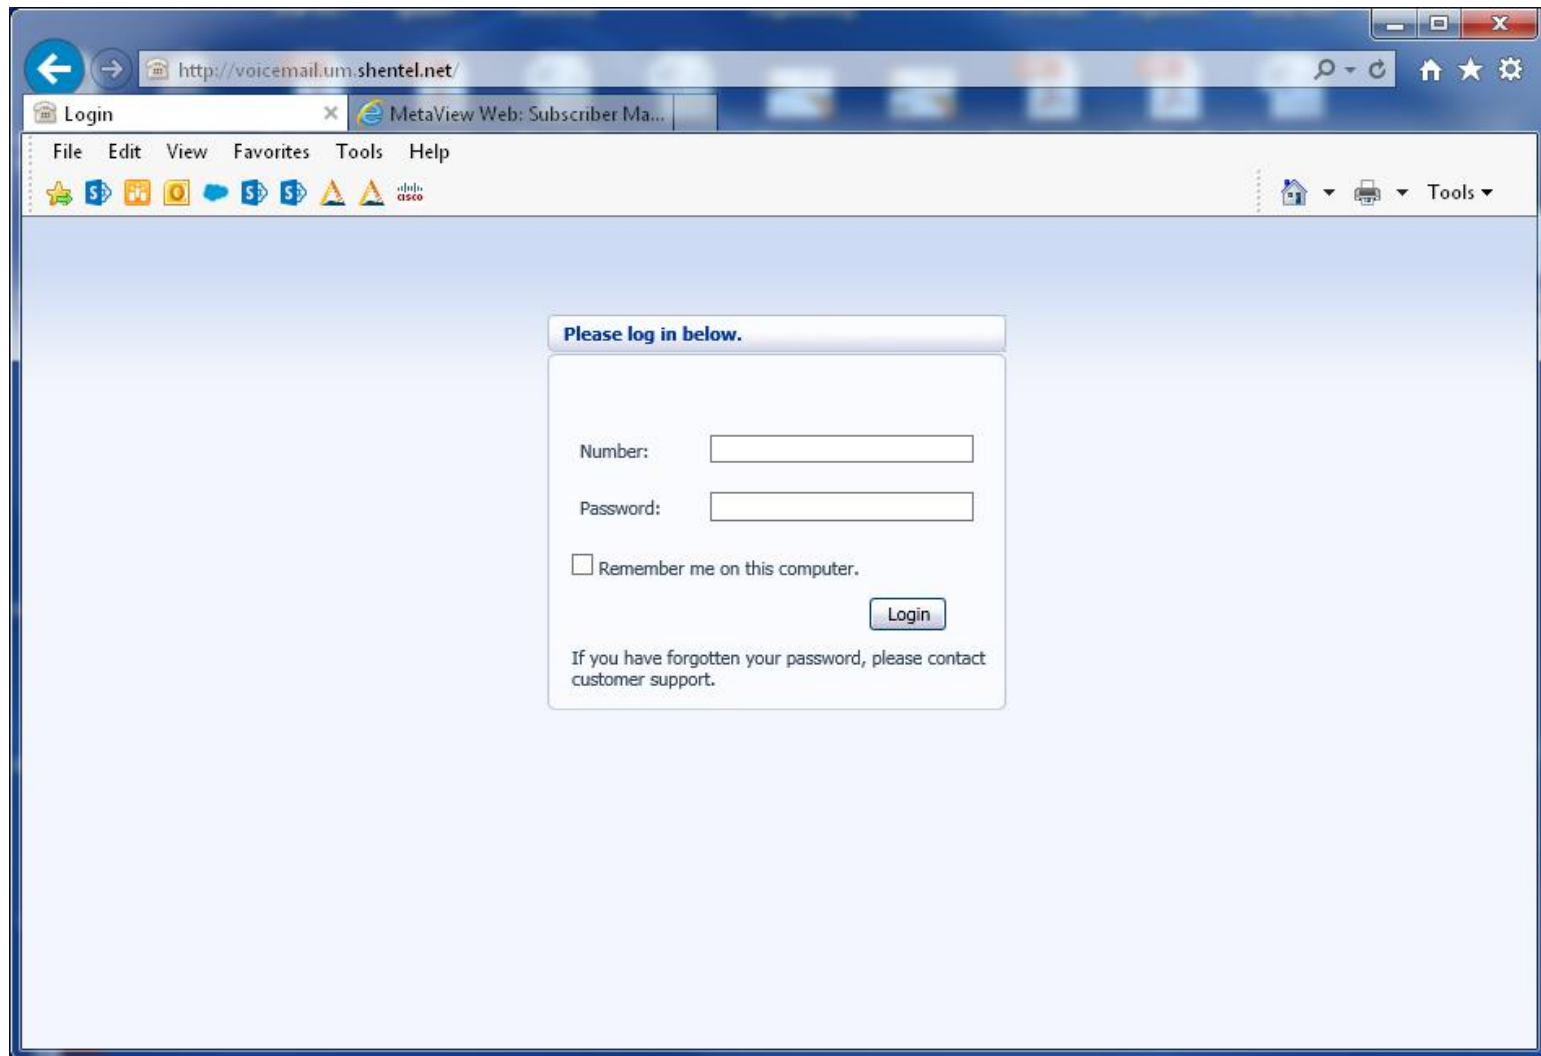 http://voicemail.um.shentel.net/
Login
MetaView Web: Subscriber Ma...
File Edit View Favorites Tools Help
cisco
Tools
Please log in below.
Number:
Password:
Remember me on this computer.
Login
If you have forgotten your password, please contact
customer support.